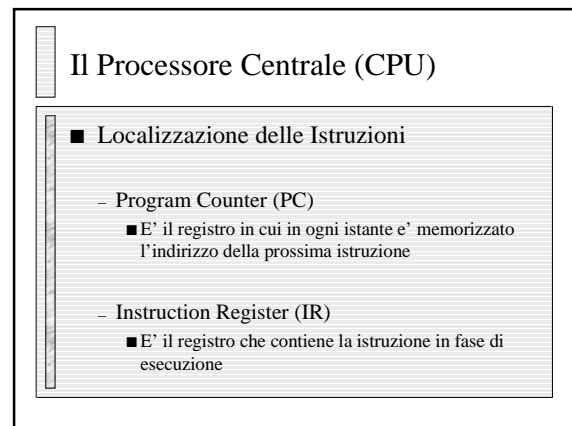 Il Processore Centrale (CPU)
■ Localizzazione delle Istruzioni
– Program Counter (PC)
■ E' il registro in cui in ogni istante e' memorizzato
l'indirizzo della prossima istruzione
– Instruction Register (IR)
■ E' il registro che contiene la istruzione in fase di
esecuzione